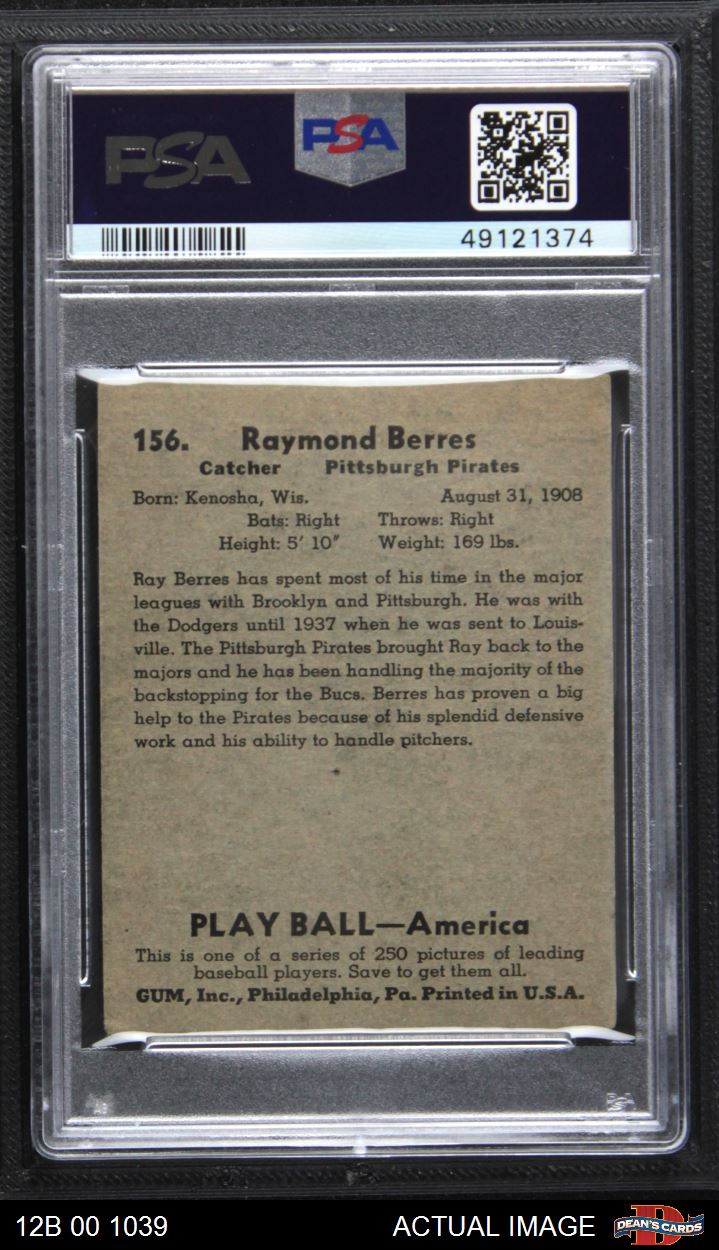 PSA
PSA
49121374
156. Raymond Berres
Catcher Pittsburgh Pirates
Born: Kenosha, Wis. August 31, 1908
Bats: Right Throws: Right
Height: 5' 10" Weight: 169 lbs.
Ray Berres has spent most of his time in the major
leagues with Brooklyn and Pittsburgh. He was with
the Dodgers until 1937 when he was sent to Louis-
ville. The Pittsburgh Pirates brought Ray back to the
majors and he has been handling the majority of the
backstopping for the Bucs. Berres has proven a big
help to the Pirates because of his splendid defensive
work and his ability to handle pitchers.
PLAY BALL—America
This is one of a series of 250 pictures of leading
baseball players. Save to get them all.
GUM, Inc., Philadelphia, Pa. Printed in U.S.A.
PSA
12B 00 1039 ACTUAL IMAGE DEAN'S CARDS